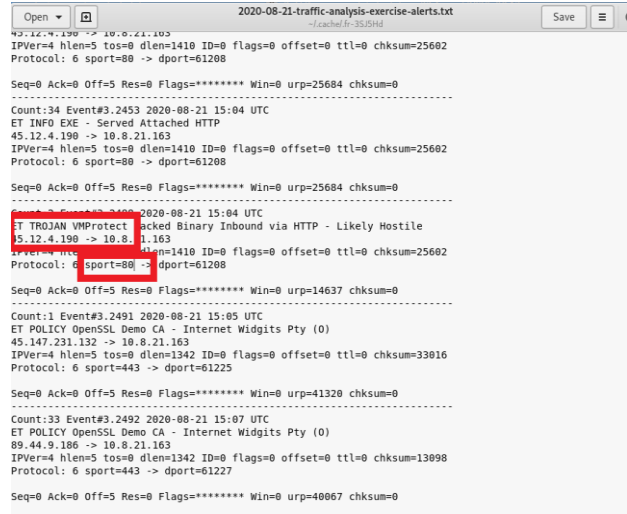 Open
2020-08-21-traffic-analysis-exercise-alerts.txt
~/.cache/.fr-3SJ5Hd
Save
45.12.4.190 -> 10.8.21.163
IPVer=4 hlen=5 tos=0 dlen=1410 ID=0 flags=0 offset=0 ttl=0 chksum=25602
Protocol: 6 sport=80 -> dport=61208
Seq=0 Ack=0 Off=5 Res=0 Flags=******** Win=0 urp=25684 chksum=0
------------------------------------------------------------------------
Count:34 Event#3.2453 2020-08-21 15:04 UTC
ET INFO EXE - Served Attached HTTP
45.12.4.190 -> 10.8.21.163
IPVer=4 hlen=5 tos=0 dlen=1410 ID=0 flags=0 offset=0 ttl=0 chksum=25602
Protocol: 6 sport=80 -> dport=61208
Seq=0 Ack=0 Off=5 Res=0 Flags=******** Win=0 urp=25684 chksum=0
------------------------------------------------------------------------
2020-08-21 15:04 UTC
ET TROJAN VMProtect acked Binary Inbound via HTTP - Likely Hostile
45.12.4.190 -> 10.8. 1.163
IPVer=4 dlen=1410 ID=0 flags=0 offset=0 ttl=0 chksum=25602
Protocol: 6 sport=80 -> dport=61208
Seq=0 Ack=0 Off=5 Res=0 Flags=******** Win=0 urp=14637 chksum=0
------------------------------------------------------------------------
Count:1 Event#3.2491 2020-08-21 15:05 UTC
ET POLICY OpenSSL Demo CA - Internet Widgits Pty (O)
45.147.231.132 -> 10.8.21.163
IPVer=4 hlen=5 tos=0 dlen=1342 ID=0 flags=0 offset=0 ttl=0 chksum=33016
Protocol: 6 sport=443 -> dport=61225
Seq=0 Ack=0 Off=5 Res=0 Flags=******** Win=0 urp=41320 chksum=0
------------------------------------------------------------------------
Count:33 Event#3.2492 2020-08-21 15:07 UTC
ET POLICY OpenSSL Demo CA - Internet Widgits Pty (O)
89.44.9.186 -> 10.8.21.163
IPVer=4 hlen=5 tos=0 dlen=1342 ID=0 flags=0 offset=0 ttl=0 chksum=13098
Protocol: 6 sport=443 -> dport=61227
Seq=0 Ack=0 Off=5 Res=0 Flags=******** Win=0 urp=40067 chksum=0